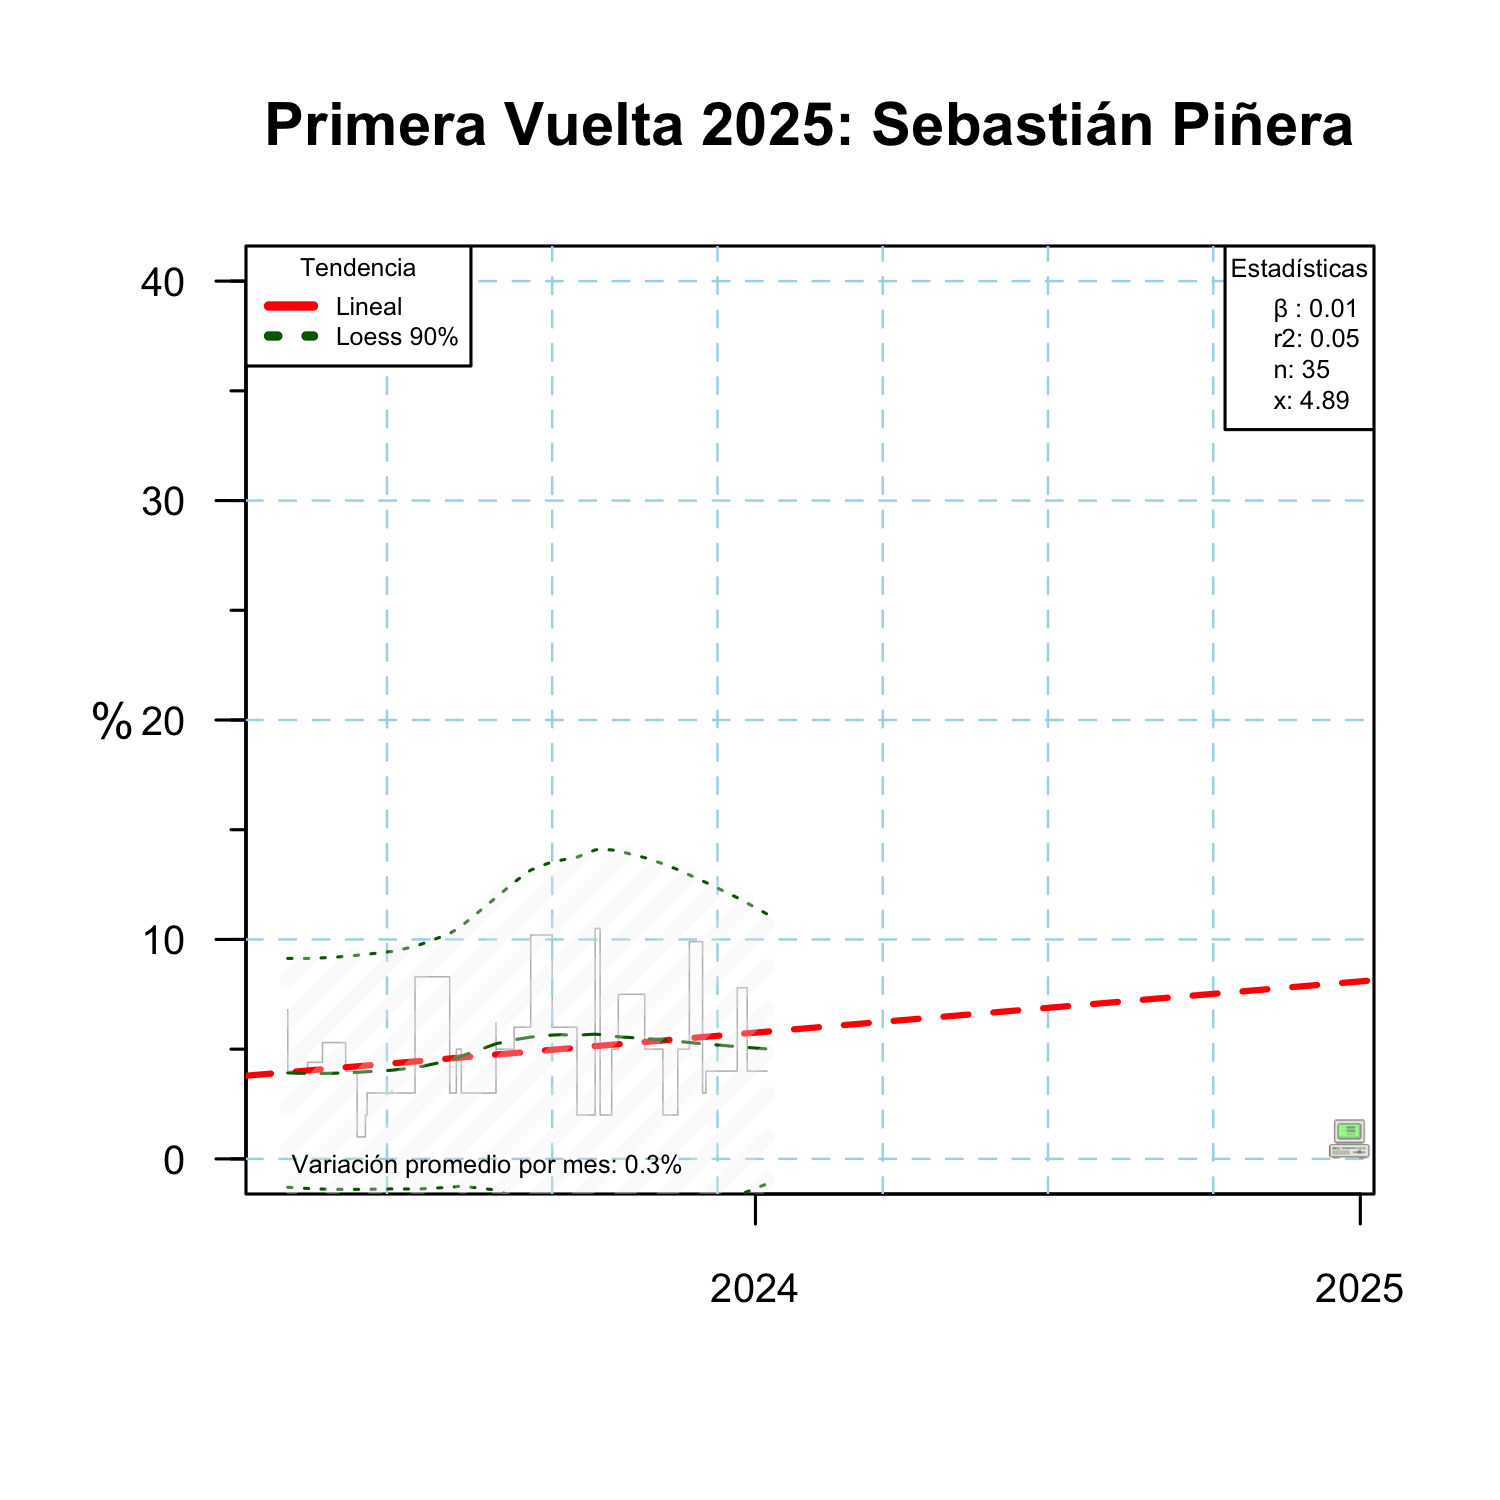 Primera Vuelta 2025: Sebastián Piñera
Tendencia
Lineal
Loess 90%
Estadísticas
β : 0.01
r2: 0.05
n: 35
x: 4.89
40
30
% 20
10
0
Variación promedio por mes: 0.3%
2024 2025